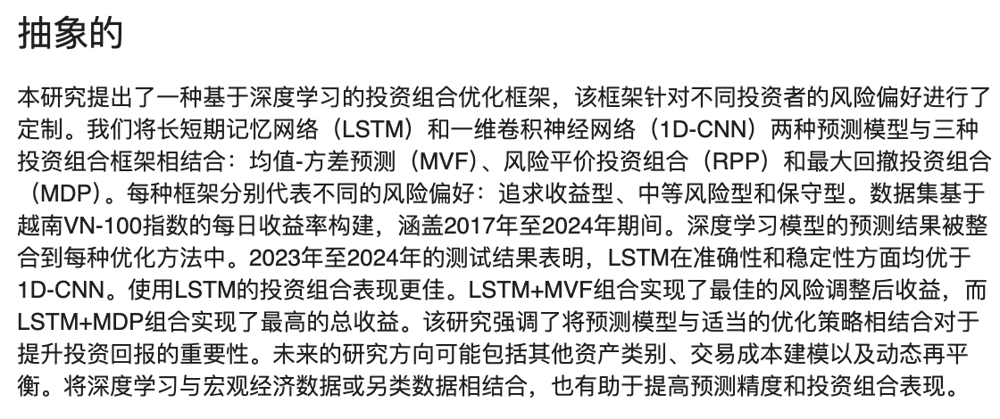 抽象的
本研究提出了一种基于深度学习的投资组合优化框架，该框架针对不同投资者的风险偏好进行了
定制。我们将长短期记忆网络（LSTM）和一维卷积神经网络（1D-CNN）两种预测模型与三种
投资组合框架相结合：均值-方差预测（MVF）、风险平价投资组合（RPP）和最大回撤投资组合
（MDP）。每种框架分别代表不同的风险偏好：追求收益型、中等风险型和保守型。数据集基于
越南VN-100指数的每日收益率构建，涵盖2017年至2024年期间。深度学习模型的预测结果被整
合到每种优化方法中。2023年至2024年的测试结果表明，LSTM在准确性和稳定性方面均优于
1D-CNN。使用LSTM的投资组合表现更佳。LSTM+MVF组合实现了最佳的风险调整后收益，而
LSTM+MDP组合实现了最高的总收益。该研究强调了将预测模型与适当的优化策略相结合对于
提升投资回报的重要性。未来的研究方向可能包括其他资产类别、交易成本建模以及动态再平
衡。将深度学习与宏观经济数据或另类数据相结合，也有助于提高预测精度和投资组合表现。